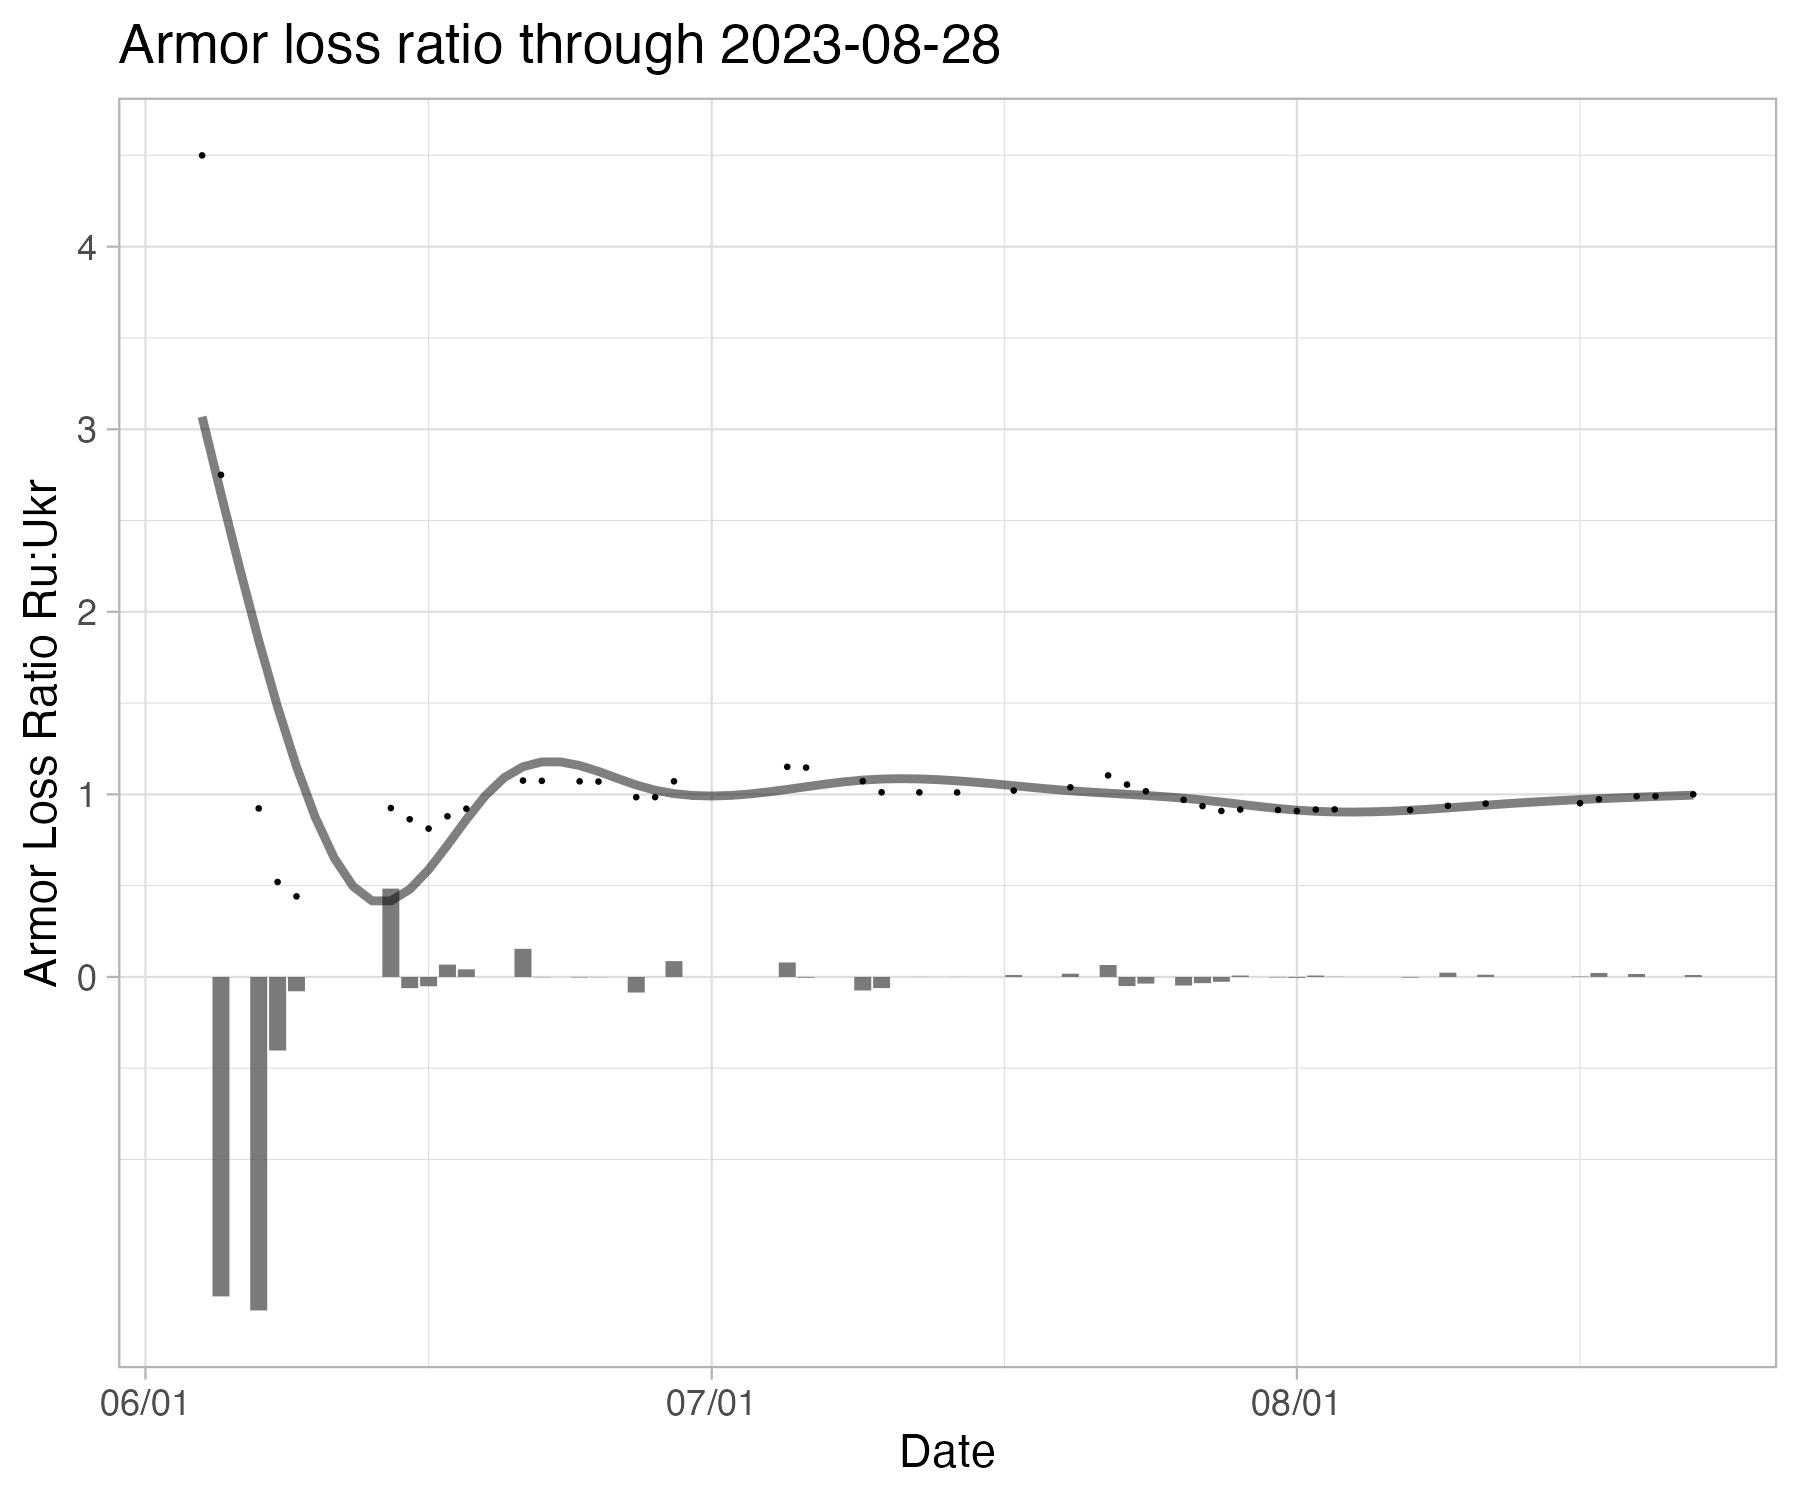 Armor loss ratio through 2023-08-28
Armor Loss Ratio Ru:Ukr
4
3
2
1
0
06/01
07/01
08/01
Date